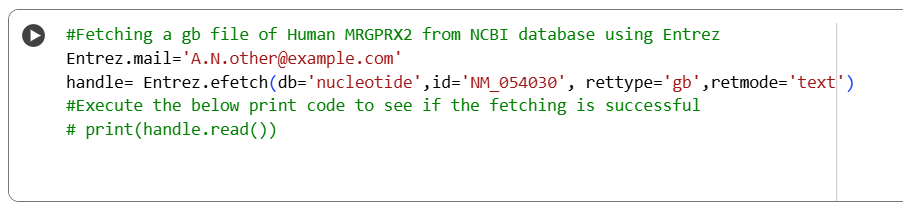 #Fetching a gb file of Human MRGPRX2 from NCBI database using Entrez
Entrez.mail='A.N.other@example.com'
handle= Entrez.efetch(db='nucleotide',id='NM_054030', rettype='gb',retmode='text')
#Execute the below print code to see if the fetching is successful
# print(handle.read())